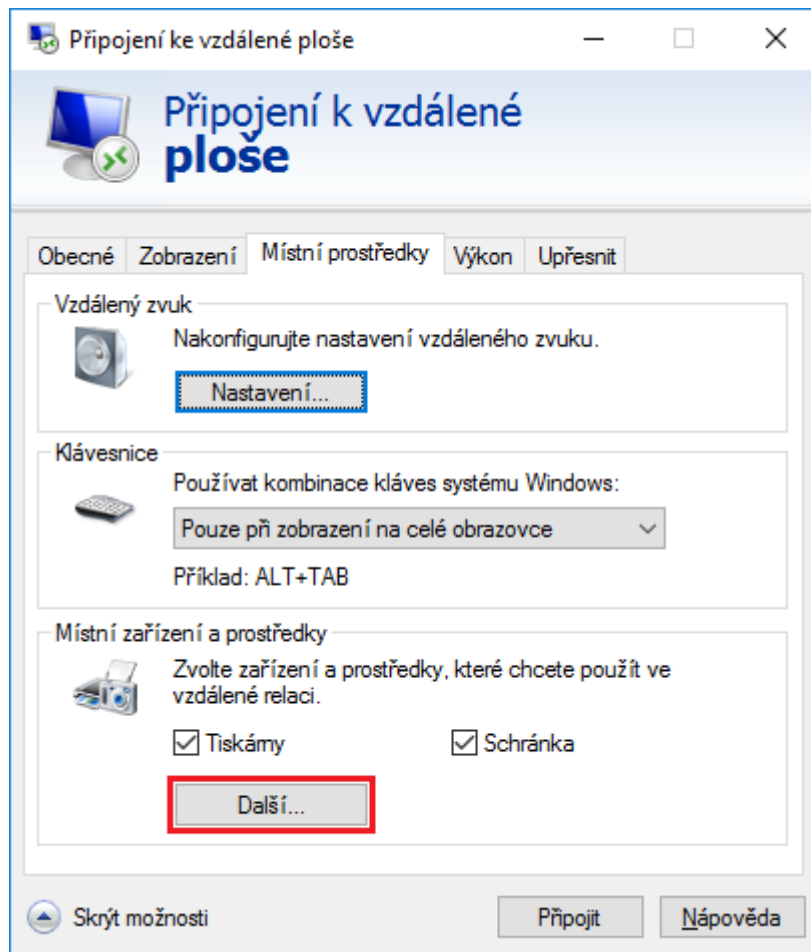 Připojení ke vzdálené ploše
Připojení k vzdálené
ploše
Obecné Zobrazení Místní prostředky Výkon Upřesnit
Vzdálený zvuk
Nakonfigurujte nastavení vzdáleného zvuku.
Nastavení...
Klávesnice
Používat kombinace kláves systému Windows:
Pouze při zobrazení na celé obrazovce
Příklad: ALT+TAB
Místní zařízení a prostředky
Zvolte zařízení a prostředky, které chcete použít ve
vzdálené relaci.
Tiskárny Schránka
Další...
Skrýt možnosti Připojit Nápověda